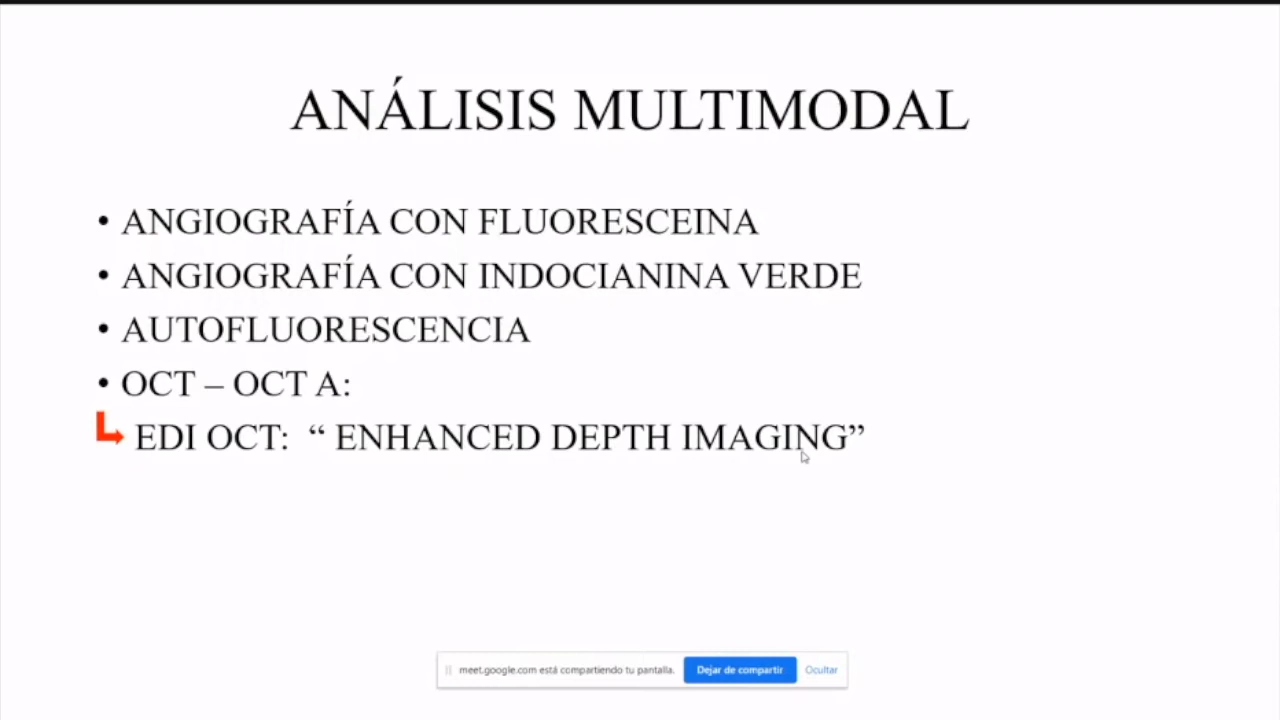 ANÁLISIS MULTIMODAL
• ANGIOGRAFÍA CON FLUORESCEINA
• ANGIOGRAFÍA CON INDOCIANINA VERDE
• AUTOFLUORESCENCIA
• OCT – OCT A:
EDI OCT: “ ENHANCED DEPTH IMAGING”
meet.google.com está compartiendo tu pantalla. Dejar de compartir Ocultar